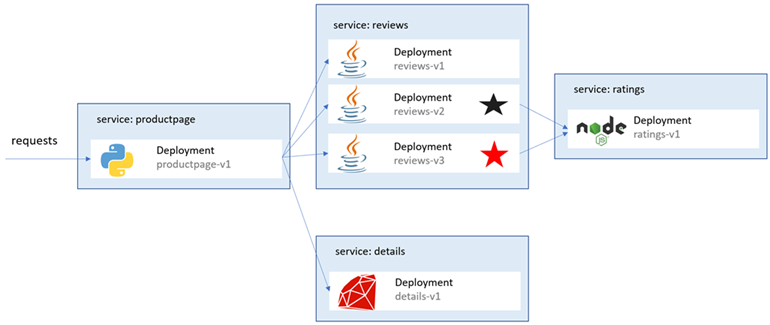 service: reviews
Deployment
reviews-v1
Deployment
reviews-v2
Deployment
reviews-v3
service: ratings
node
JS
Deployment
ratings-v1
service: productpage
requests
Deployment
productpage-v1
service: details
Deployment
details-v1